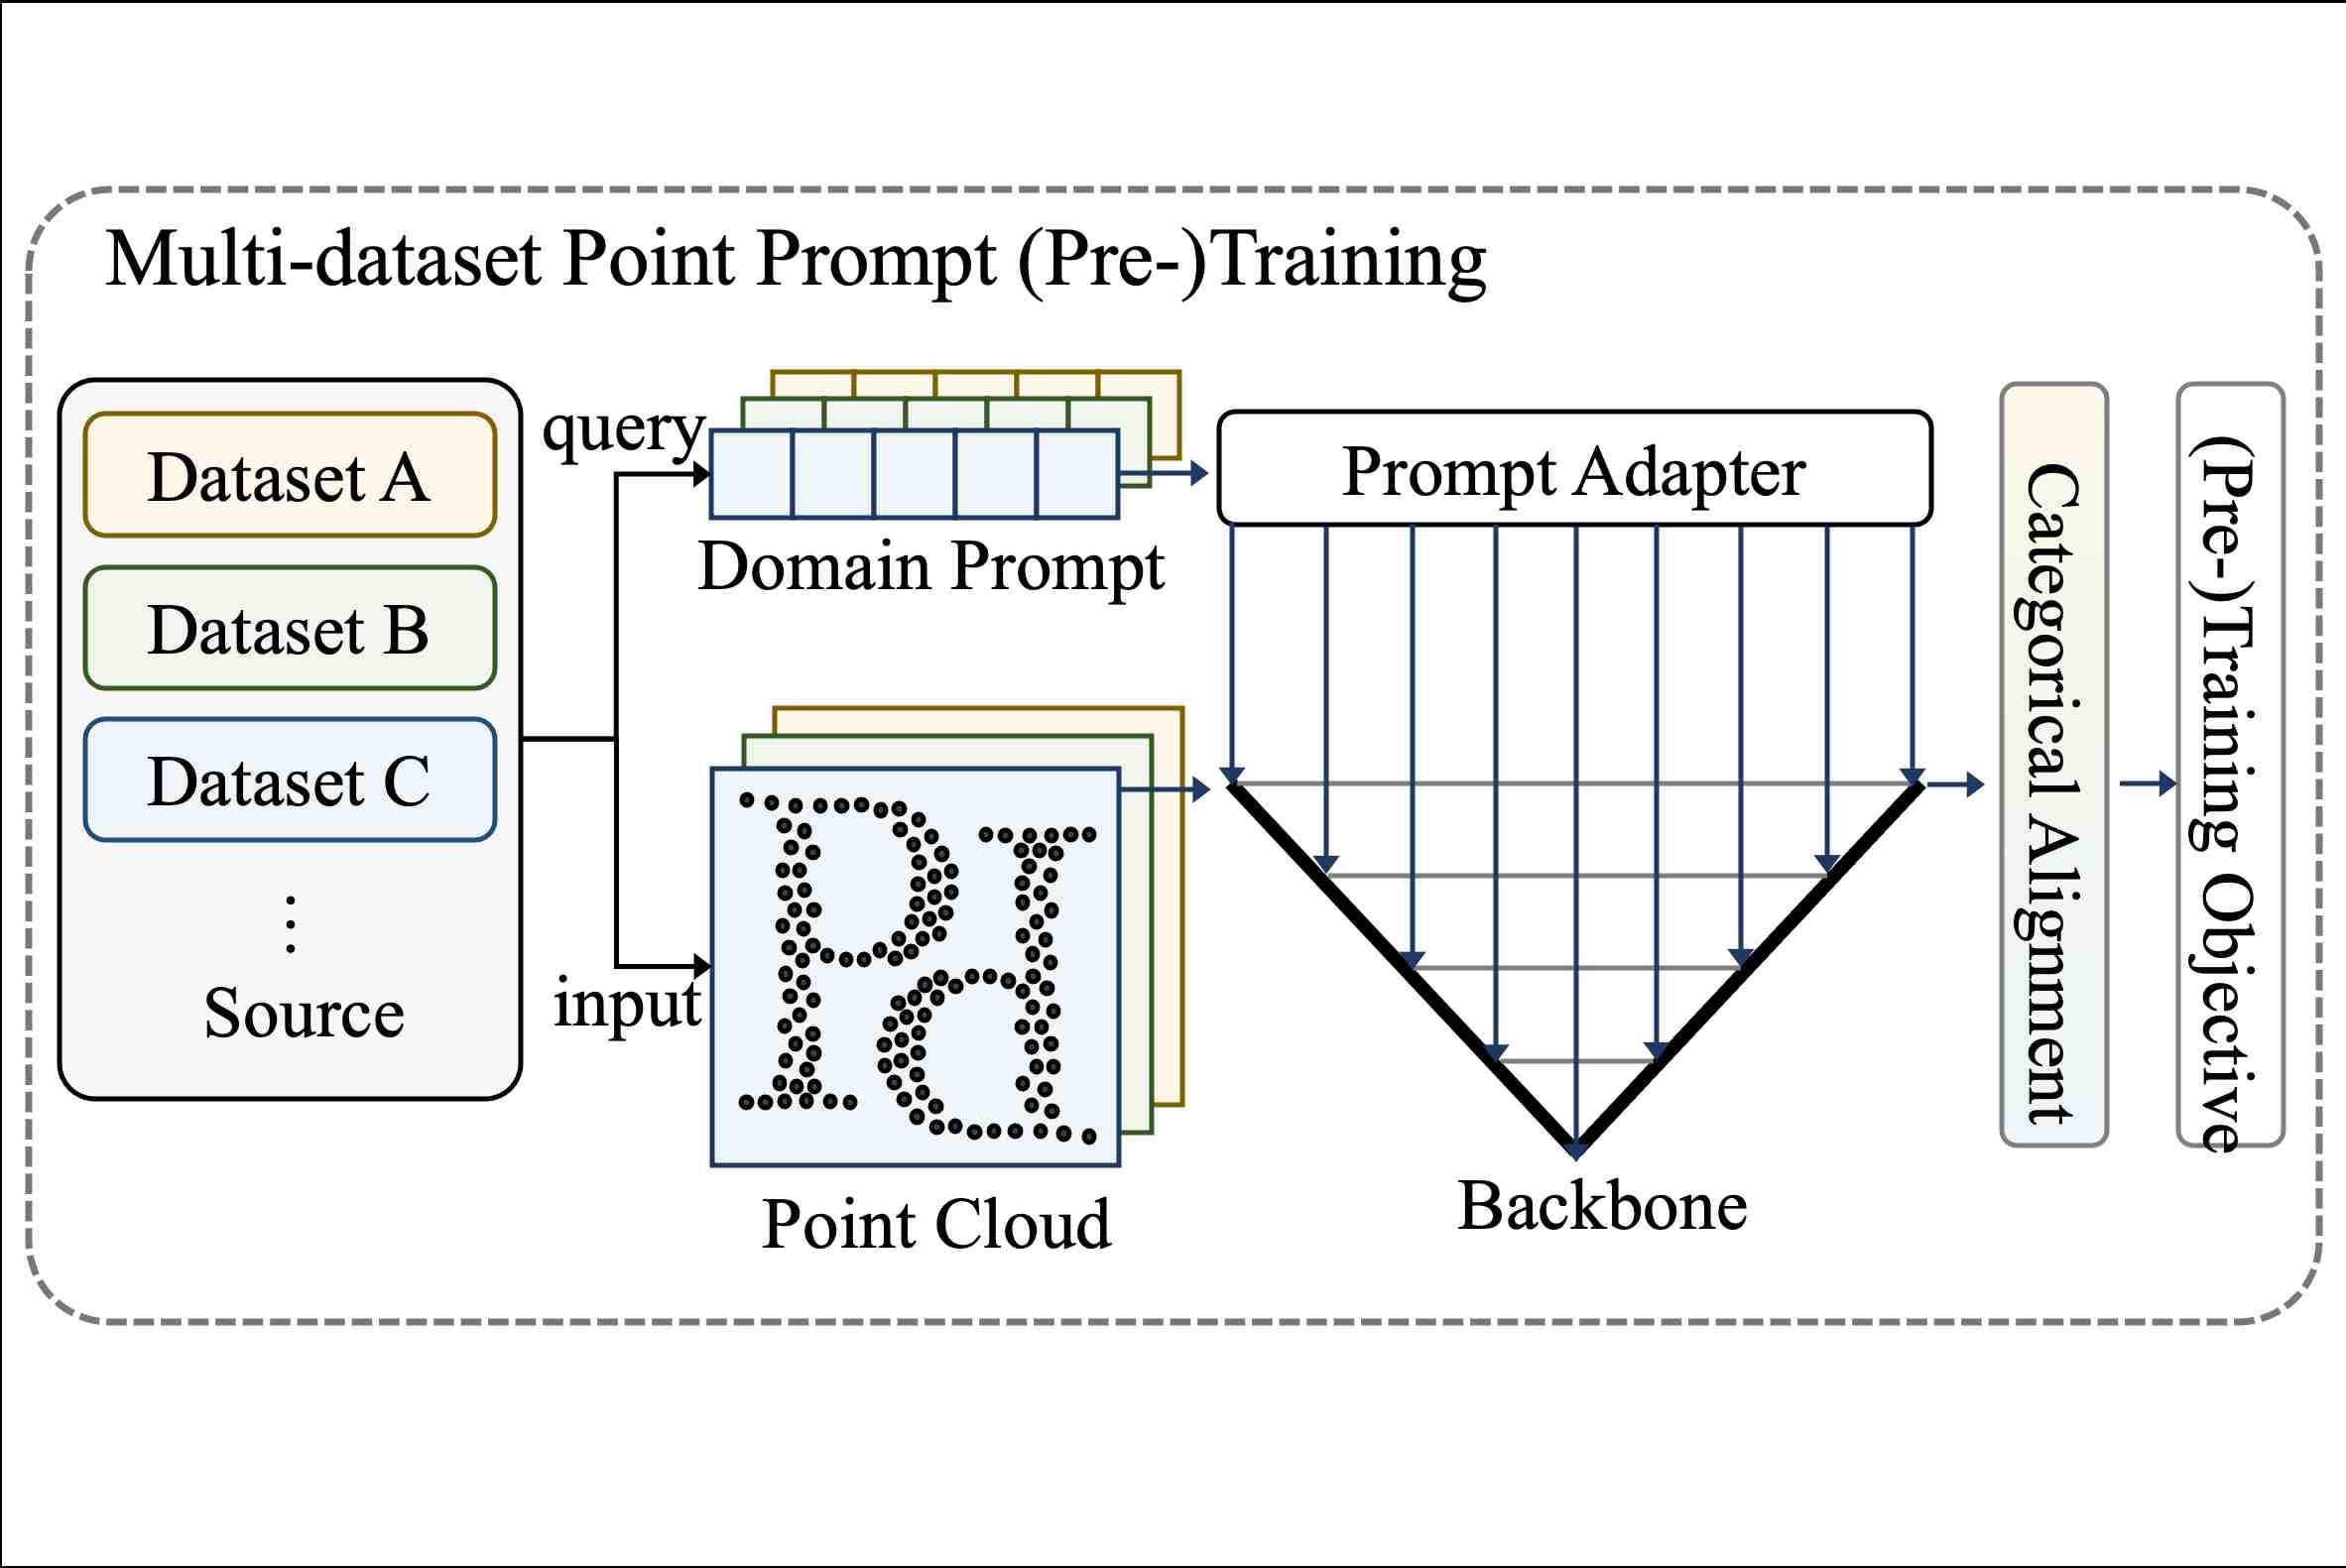 Multi-dataset Point Prompt (Pre-)Training
Dataset A
Dataset B
Dataset C
⋮
Source
query
Domain Prompt
input
Point Cloud
Prompt Adapter
Backbone
Categorical Alignment
(Pre-)Training Objective